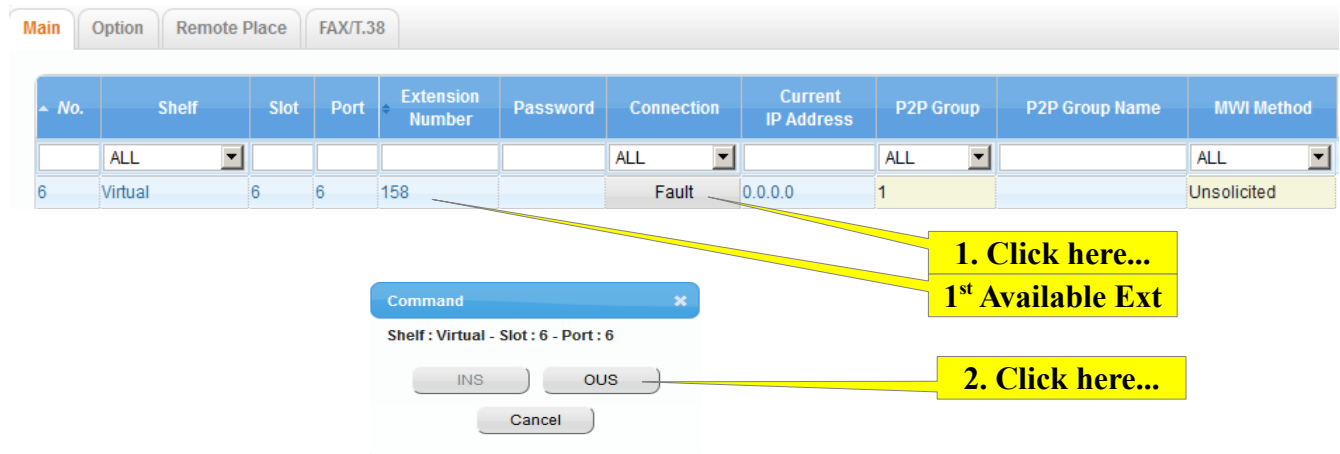 Main Option Remote Place FAX/T.38
No. Shelf Slot Port Extension Number Password Connection Current IP Address P2P Group P2P Group Name MWI Method
ALL ALL ALL ALL
6 Virtual 6 6 158 Fault 0.0.0.0 1 Unsolicited
1. Click here...
1st Available Ext
Command
Shelf : Virtual - Slot : 6 - Port : 6
INS OUS
2. Click here...
Cancel